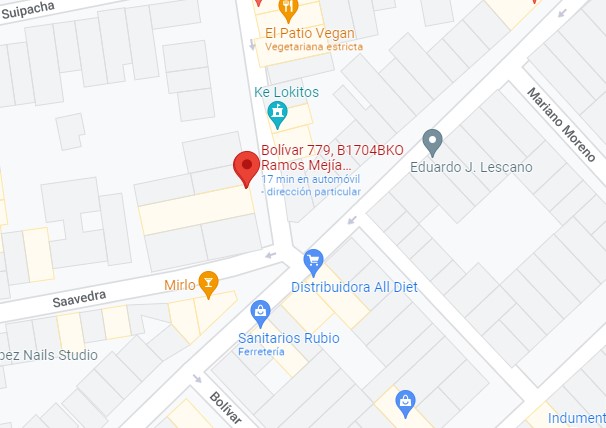 Suipacha
El Patio Vegan
Vegetariana estricta
Ke Lokitos
Mariano Moreno
Bolívar 779, B1704BKO
Ramos Mejía...
17 min en automóvil
- dirección particular
Eduardo J. Lescano
Mirlo
Saavedra
Distribuidora All Diet
Sanitarios Rubio
Ferretería
pez Nails Studio
Bolívar
Indument